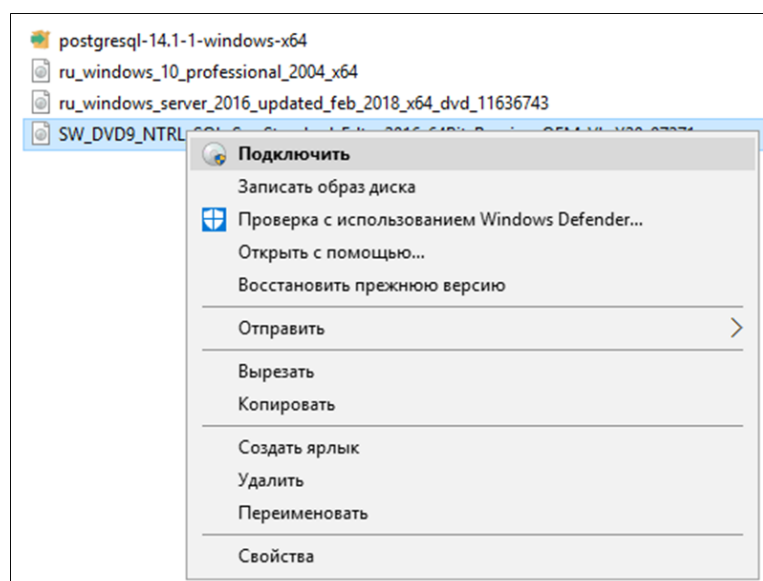 postgresql-14.1-1-windows-x64
ru_windows_10_professional_2004_x64
ru_windows_server_2016_updated_feb_2018_x64_dvd_11636743
SW_DVD9_NTRL
Подключить
Записать образ диска
Проверка с использованием Windows Defender...
Открыть с помощью...
Восстановить прежнюю версию
Отправить
Вырезать
Копировать
Создать ярлык
Удалить
Переименовать
Свойства